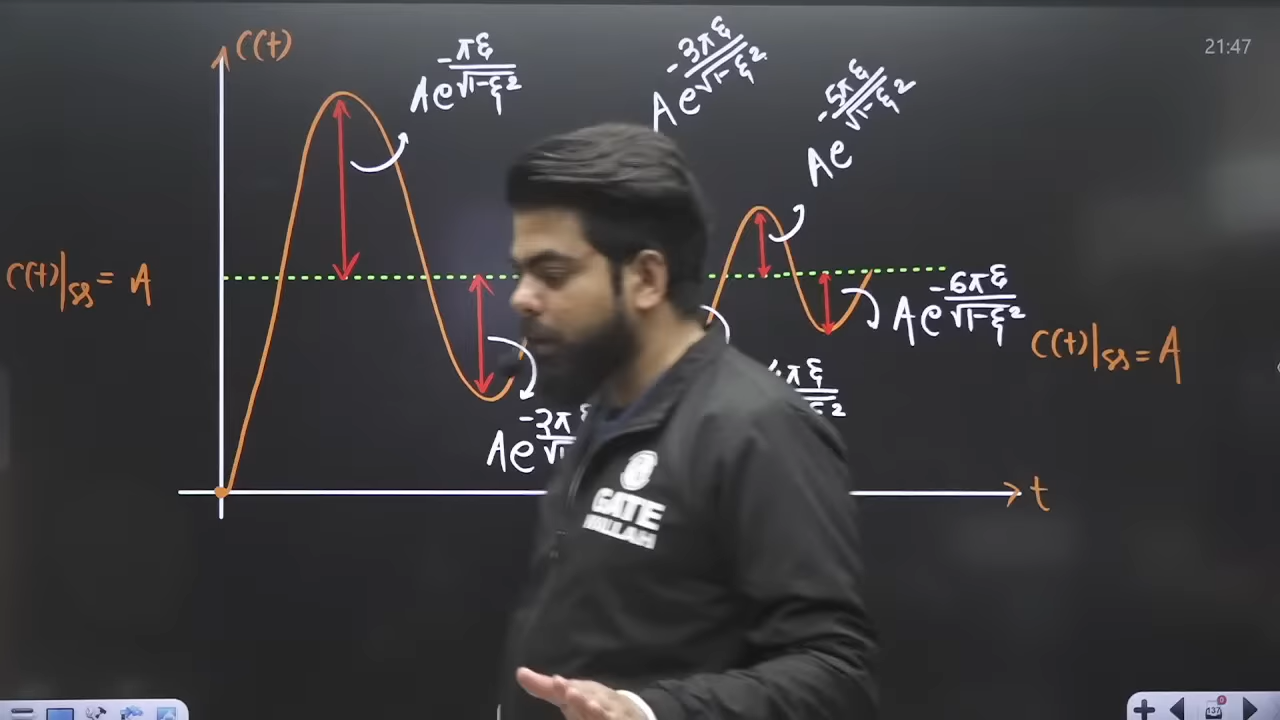 21:47
C(t)
Ae^{-πξ/√1-ξ²}
Ae^{-3πξ/√1-ξ²}
Ae^{-5πξ/√1-ξ²}
C(t)|ss = A
Ae^{-6πξ/√1-ξ²}
C(t)|ss = A
t
GATE